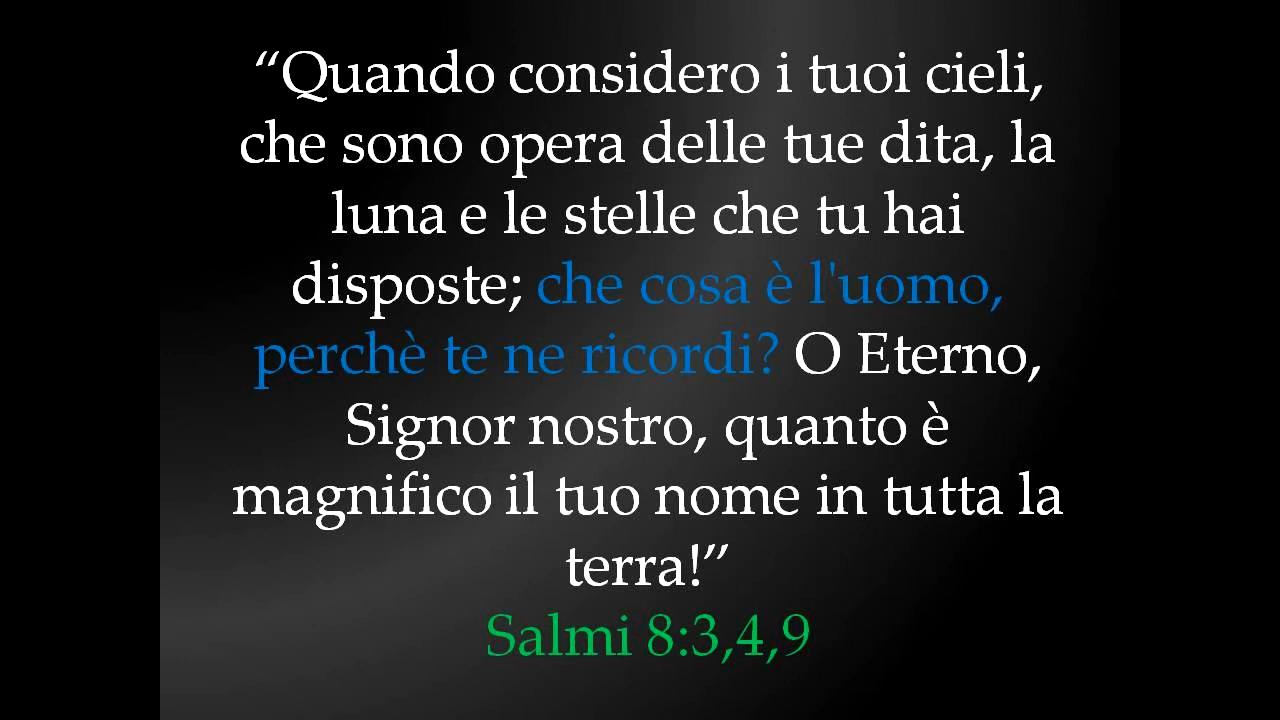 “Quando considero i tuoi cieli,
che sono opera delle tue dita, la
luna e le stelle che tu hai
disposte; che cosa è l'uomo,
perchè te ne ricordi? O Eterno,
Signor nostro, quanto è
magnifico il tuo nome in tutta la
terra!”
Salmi 8:3,4,9